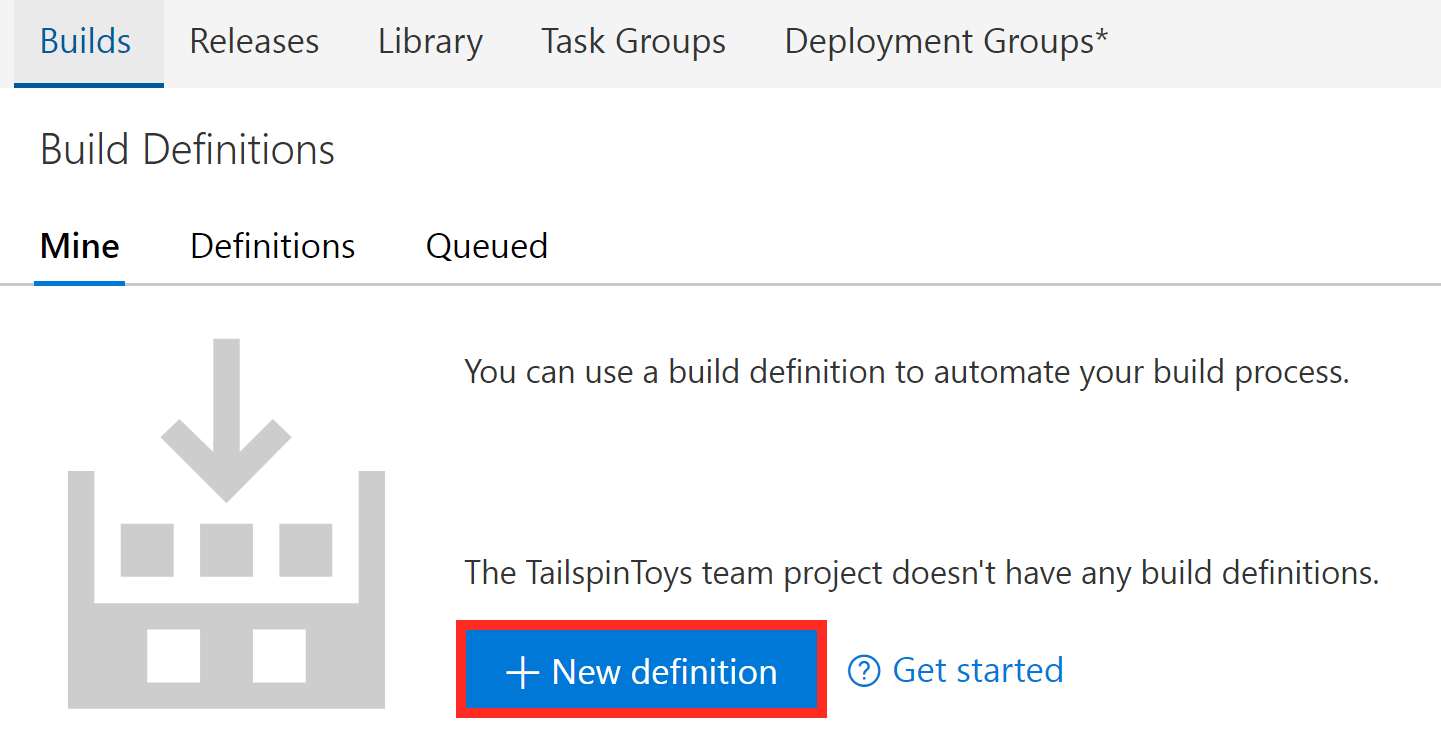 Builds Releases Library Task Groups Deployment Groups*
Build Definitions
Mine Definitions Queued
You can use a build definition to automate your build process.
The TailspinToys team project doesn't have any build definitions.
+ New definition ? Get started